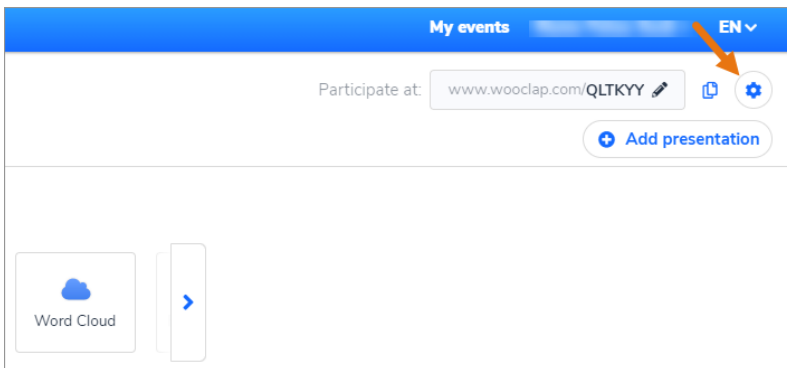 My events EN
Participate at: www.wooclap.com/QLTKYY
Add presentation
Word Cloud